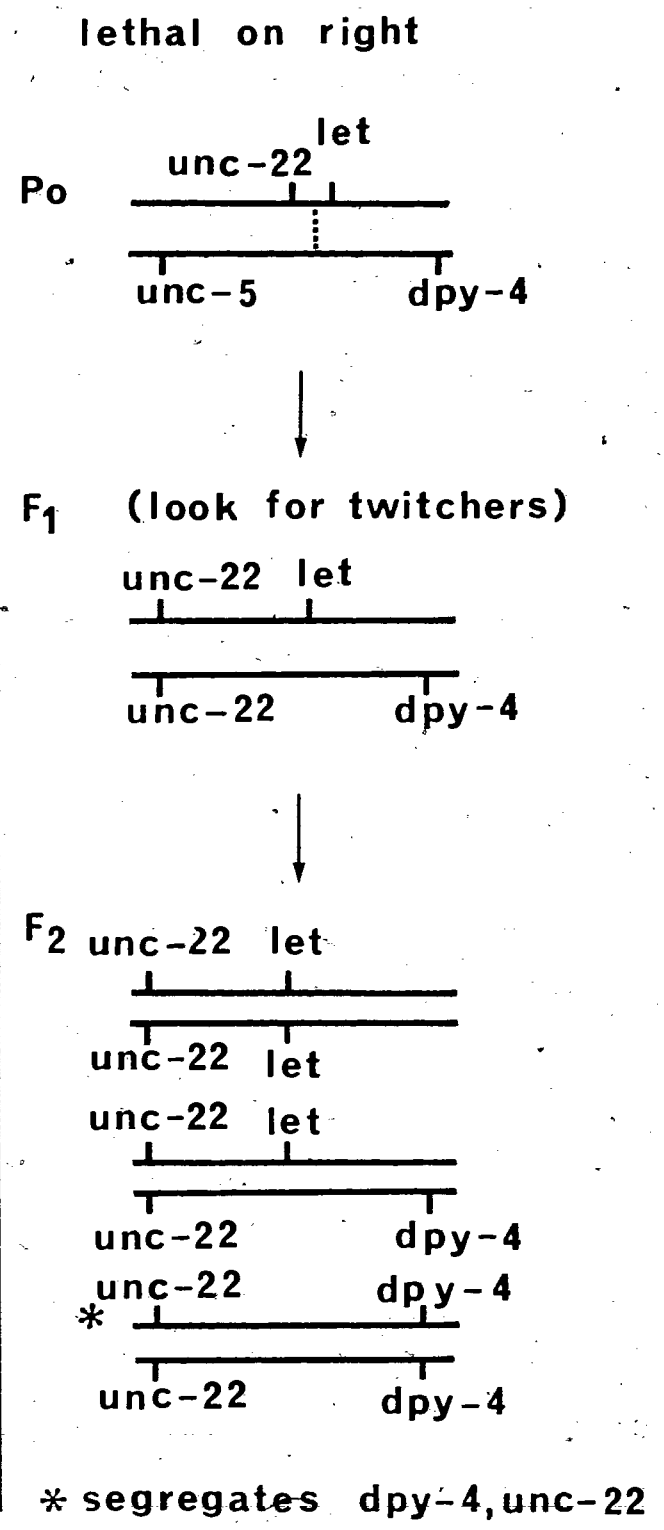 lethal on right
let
unc-22
Po
unc-5 dpy-4
F1 (look for twitchers)
unc-22 let
unc-22 dpy-4
F2 unc-22 let
unc-22 let
unc-22 let
unc-22 dpy-4
unc-22 dpy-4
*
unc-22 dpy-4
* segregates dpy-4, unc-22